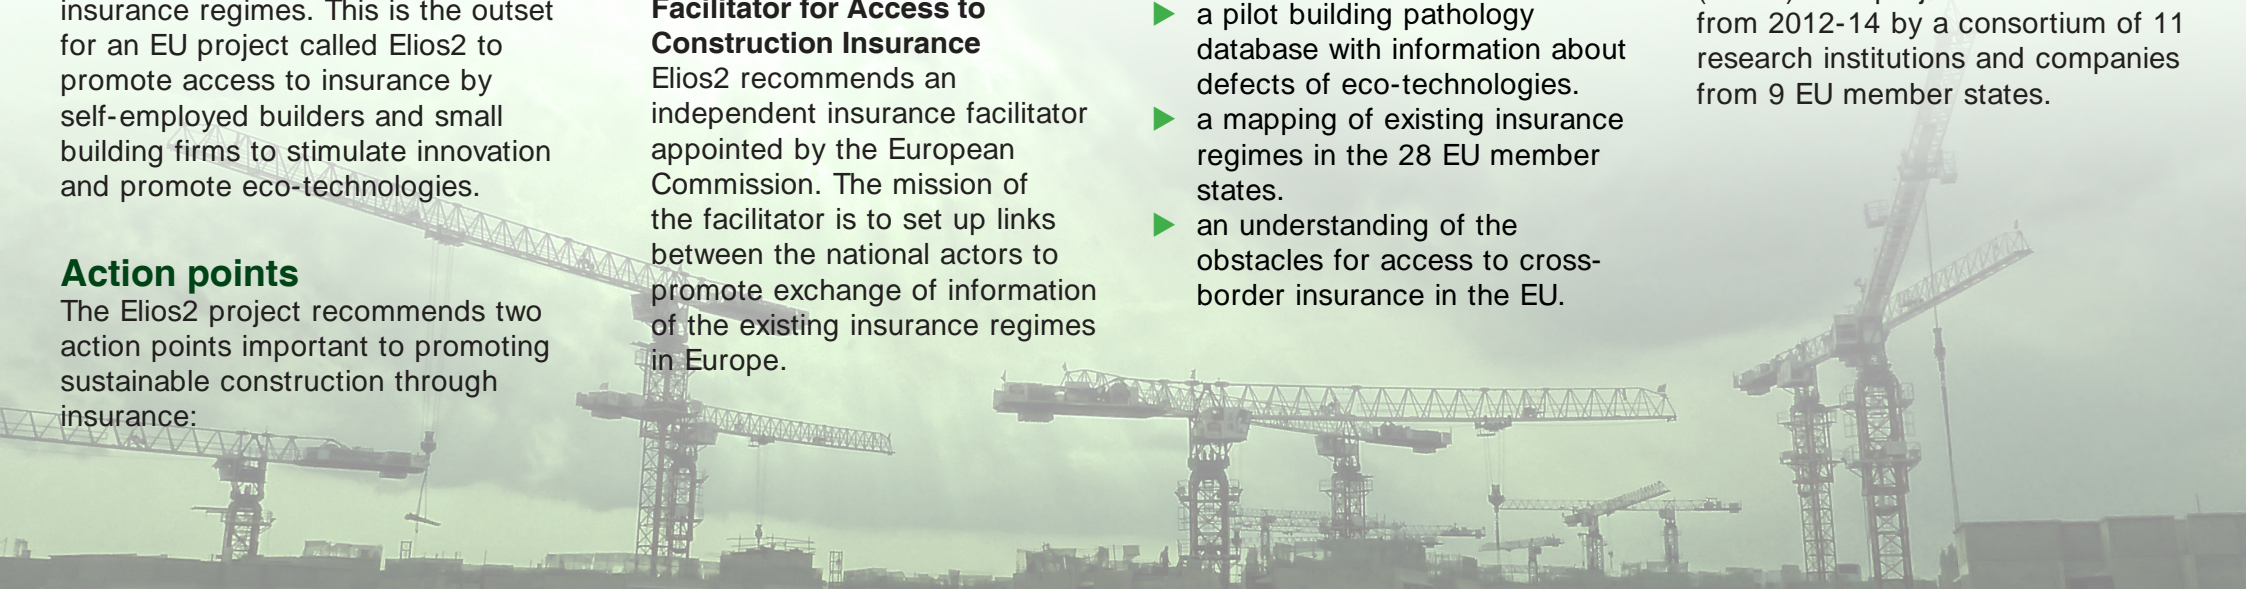 insurance regimes. This is the outset
for an EU project called Elios2 to
promote access to insurance by
self-employed builders and small
building firms to stimulate innovation
and promote eco-technologies.
Action points
The Elios2 project recommends two
action points important to promoting
sustainable construction through
insurance:
Facilitator for Access to
Construction Insurance
Elios2 recommends an
independent insurance facilitator
appointed by the European
Commission. The mission of
the facilitator is to set up links
between the national actors to
promote exchange of information
of the existing insurance regimes
in Europe.
▶ a pilot building pathology
database with information about
defects of eco-technologies.
▶ a mapping of existing insurance
regimes in the 28 EU member
states.
▶ an understanding of the
obstacles for access to cross-
border insurance in the EU.
from 2012-14 by a consortium of 11
research institutions and companies
from 9 EU member states.